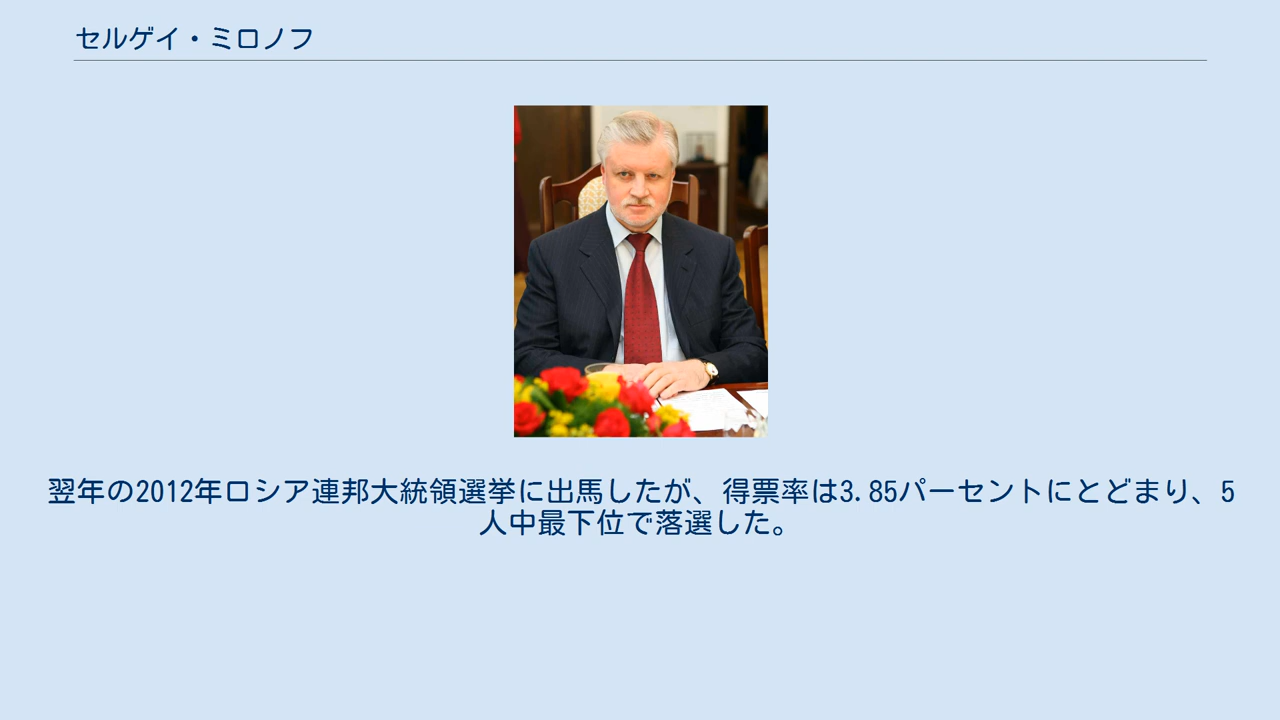 セルゲイ・ミロノフ
翌年の2012年ロシア連邦大統領選挙に出馬したが、得票率は3.85パーセントにとどまり、5
人中最下位で落選した。